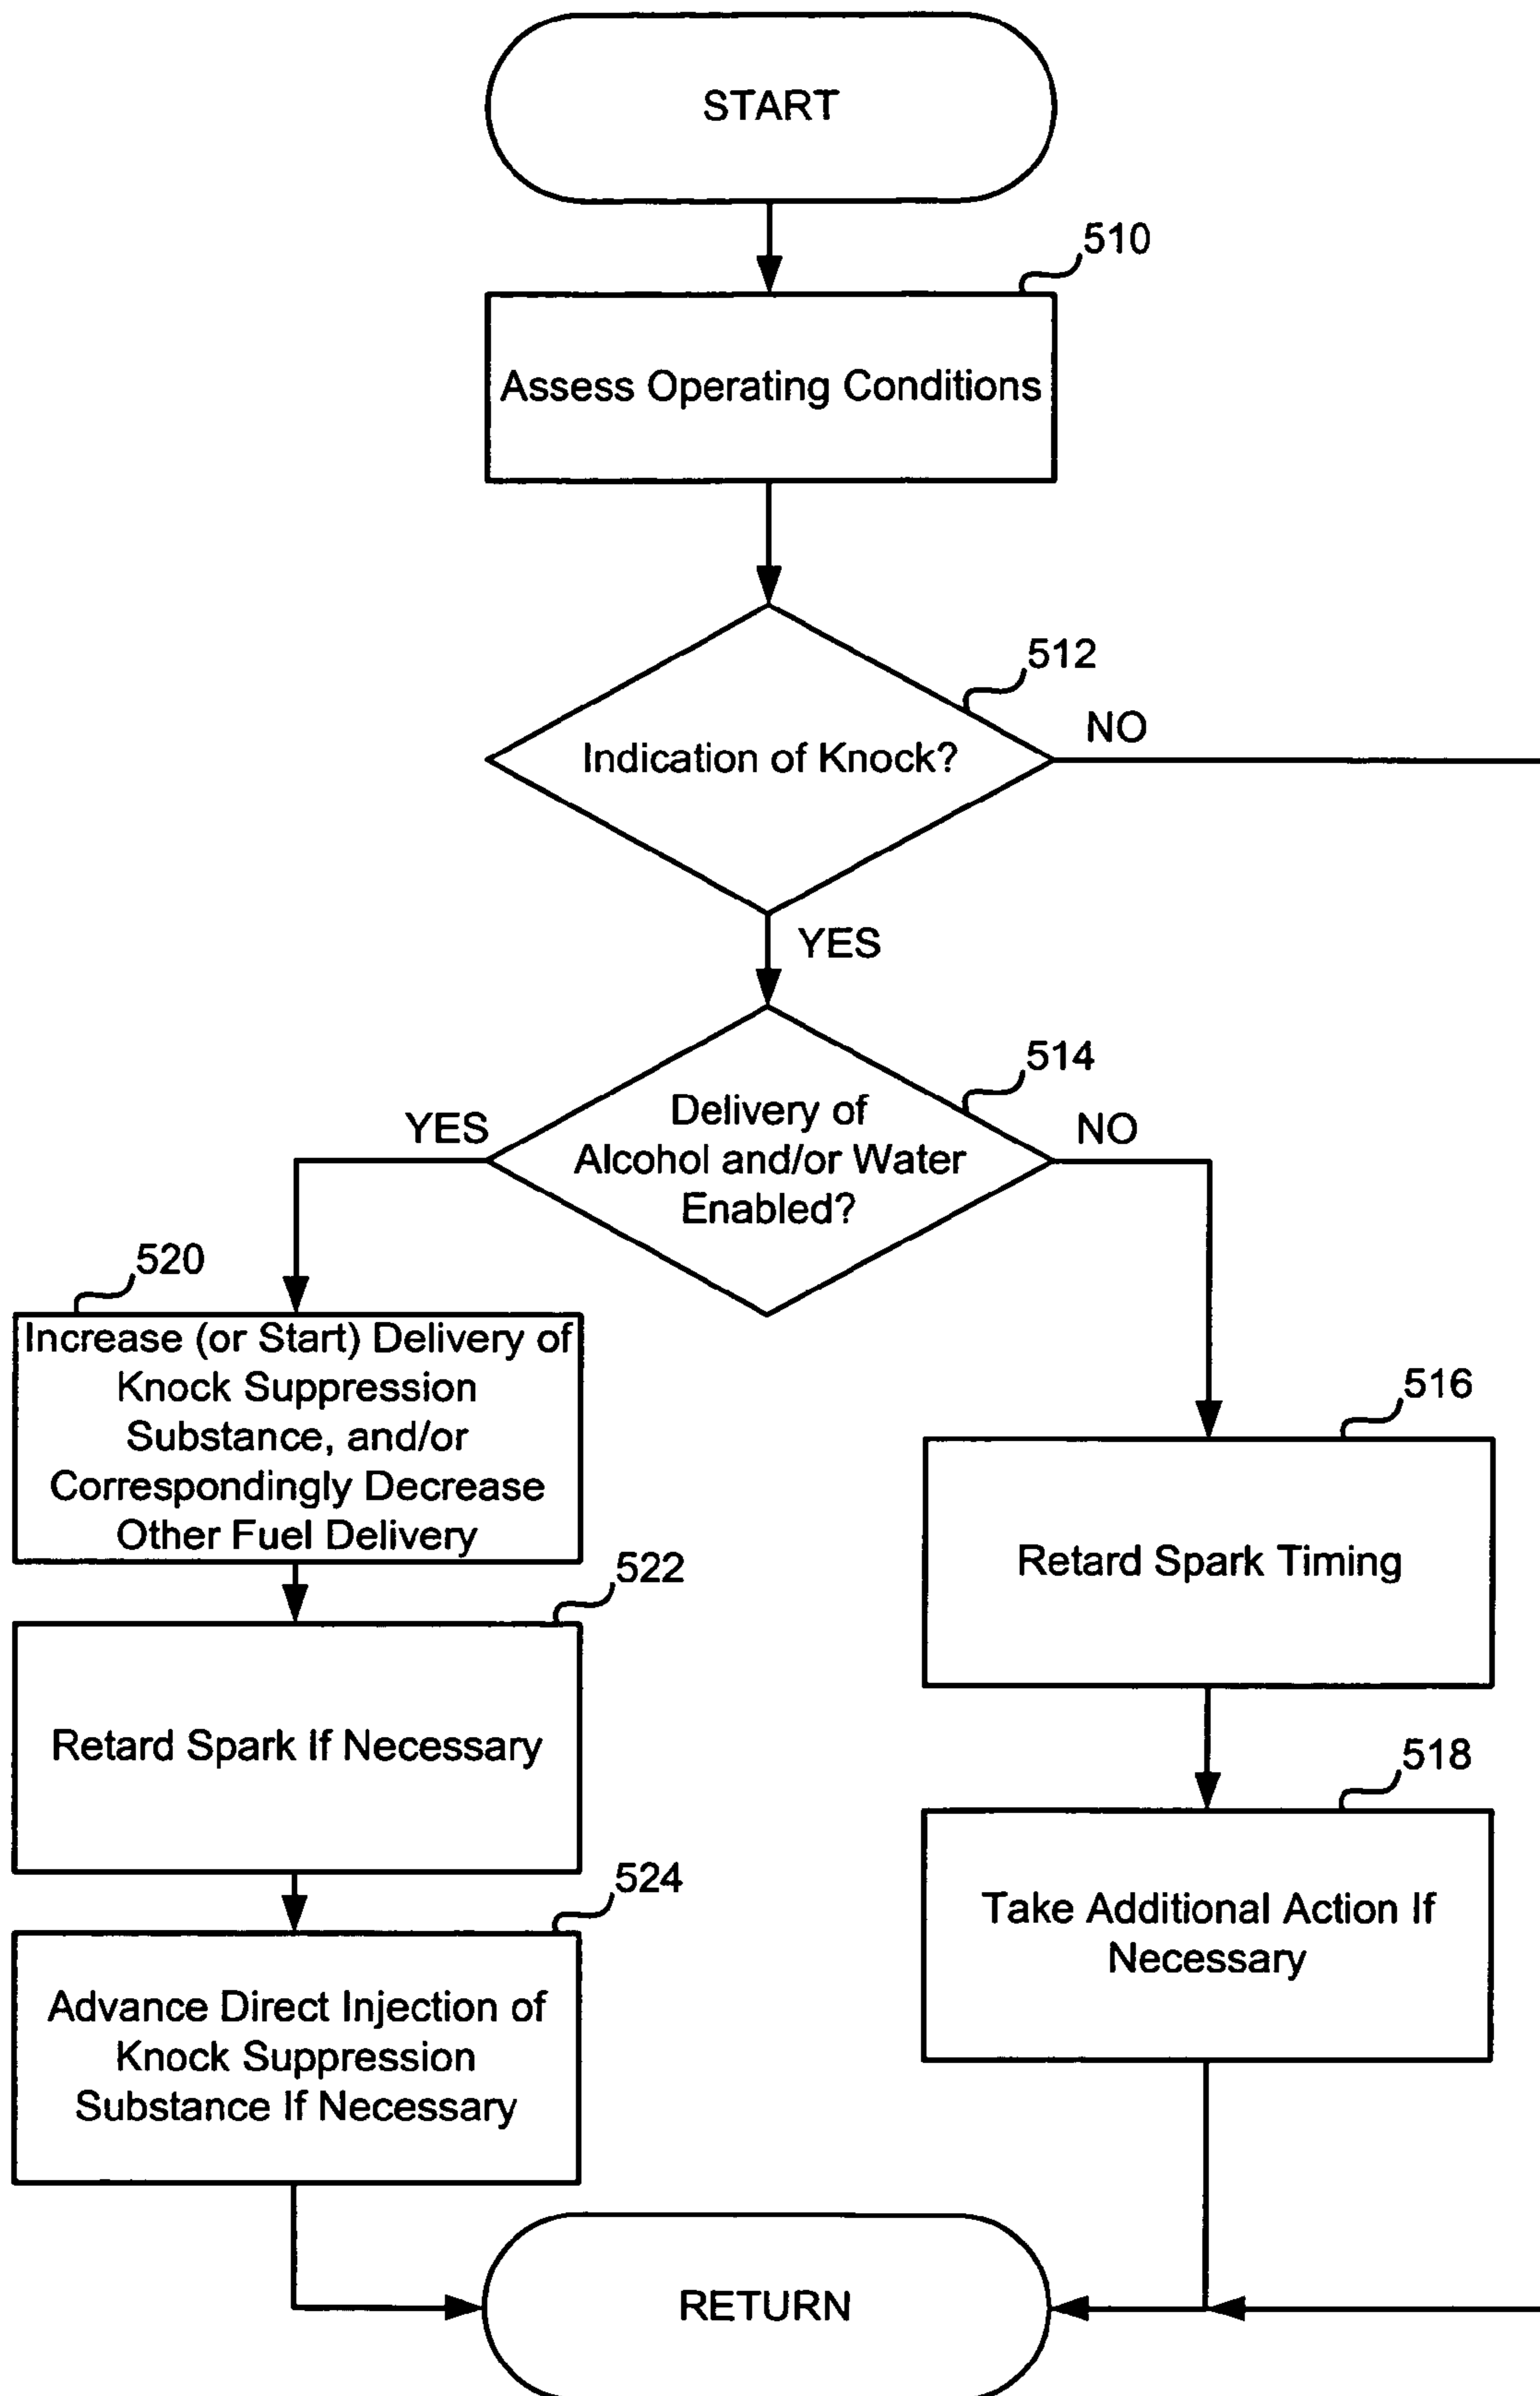 START
510
Assess Operating Conditions
512
Indication of Knock?
NO
YES
514
Delivery of
Alcohol and/or Water
Enabled?
YES
NO
520
Increase (or Start) Delivery of
Knock Suppression
Substance, and/or
Correspondingly Decrease
Other Fuel Delivery
516
Retard Spark Timing
522
Retard Spark If Necessary
518
Take Additional Action If
Necessary
524
Advance Direct Injection of
Knock Suppression
Substance If Necessary
RETURN